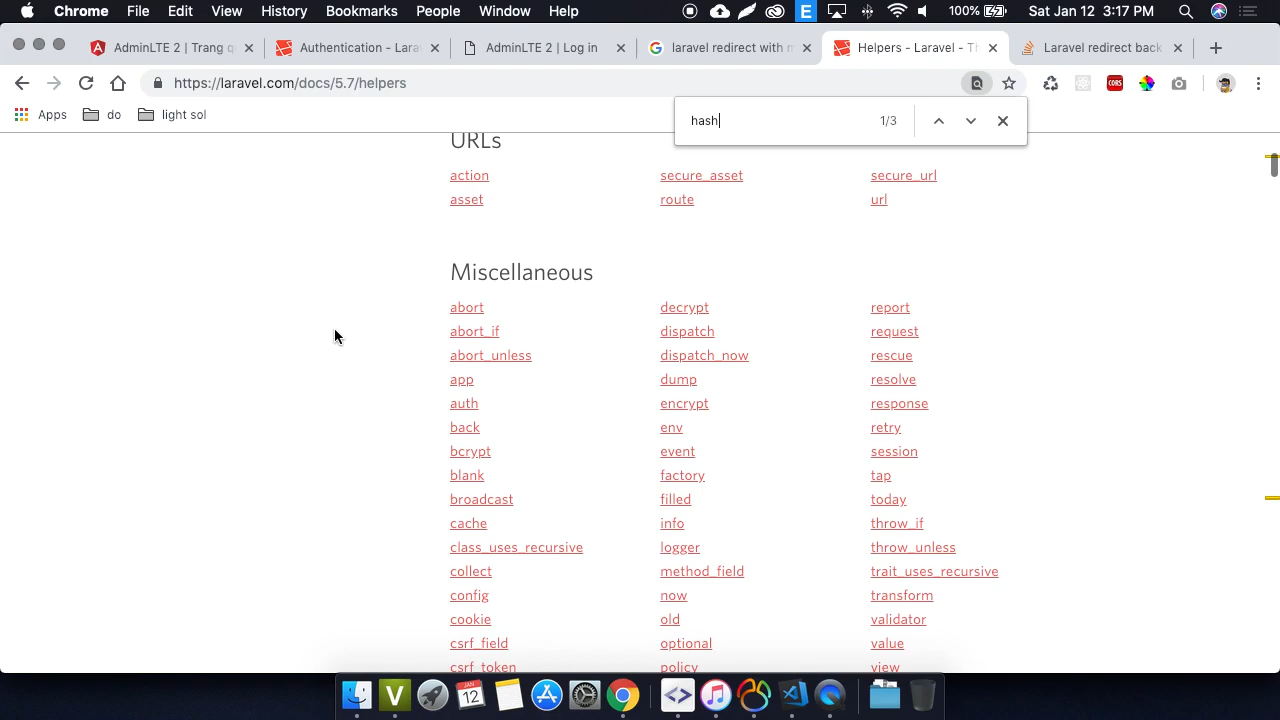 Chrome File Edit View History Bookmarks People Window Help 100% Sat Jan 12 3:17 PM
AdminLTE 2 | Trang q
Authentication - Lara
AdminLTE 2 | Log in
laravel redirect with m
Helpers - Laravel - Th
Laravel redirect back
https://laravel.com/docs/5.7/helpers
CORS
Apps do light sol
hash 1/3
URLs
action secure_asset secure_url
asset route url
Miscellaneous
abort decrypt report
abort_if dispatch request
abort_unless dispatch_now rescue
app dump resolve
auth encrypt response
back env retry
bcrypt event session
blank factory tap
broadcast filled today
cache info throw_if
class_uses_recursive logger throw_unless
collect method_field trait_uses_recursive
config now transform
cookie old validator
csrf_field optional value
csrf_token policy view
JAN
12